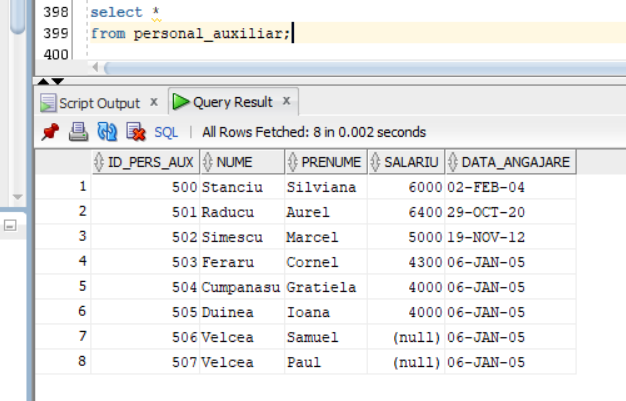 398 select *
399 from personal_auxiliar;
400
Script Output x Query Result x
SQL | All Rows Fetched: 8 in 0.002 seconds
ID_PERS_AUX NUME PRENUME SALARIU DATA_ANGAJARE
1 500 Stanciu Silviana 6000 02-FEB-04
2 501 Raducu Aurel 6400 29-OCT-20
3 502 Simescu Marcel 5000 19-NOV-12
4 503 Feraru Cornel 4300 06-JAN-05
5 504 Cumpanasu Gratiela 4000 06-JAN-05
6 505 Duinea Ioana 4000 06-JAN-05
7 506 Velcea Samuel (null) 06-JAN-05
8 507 Velcea Paul (null) 06-JAN-05